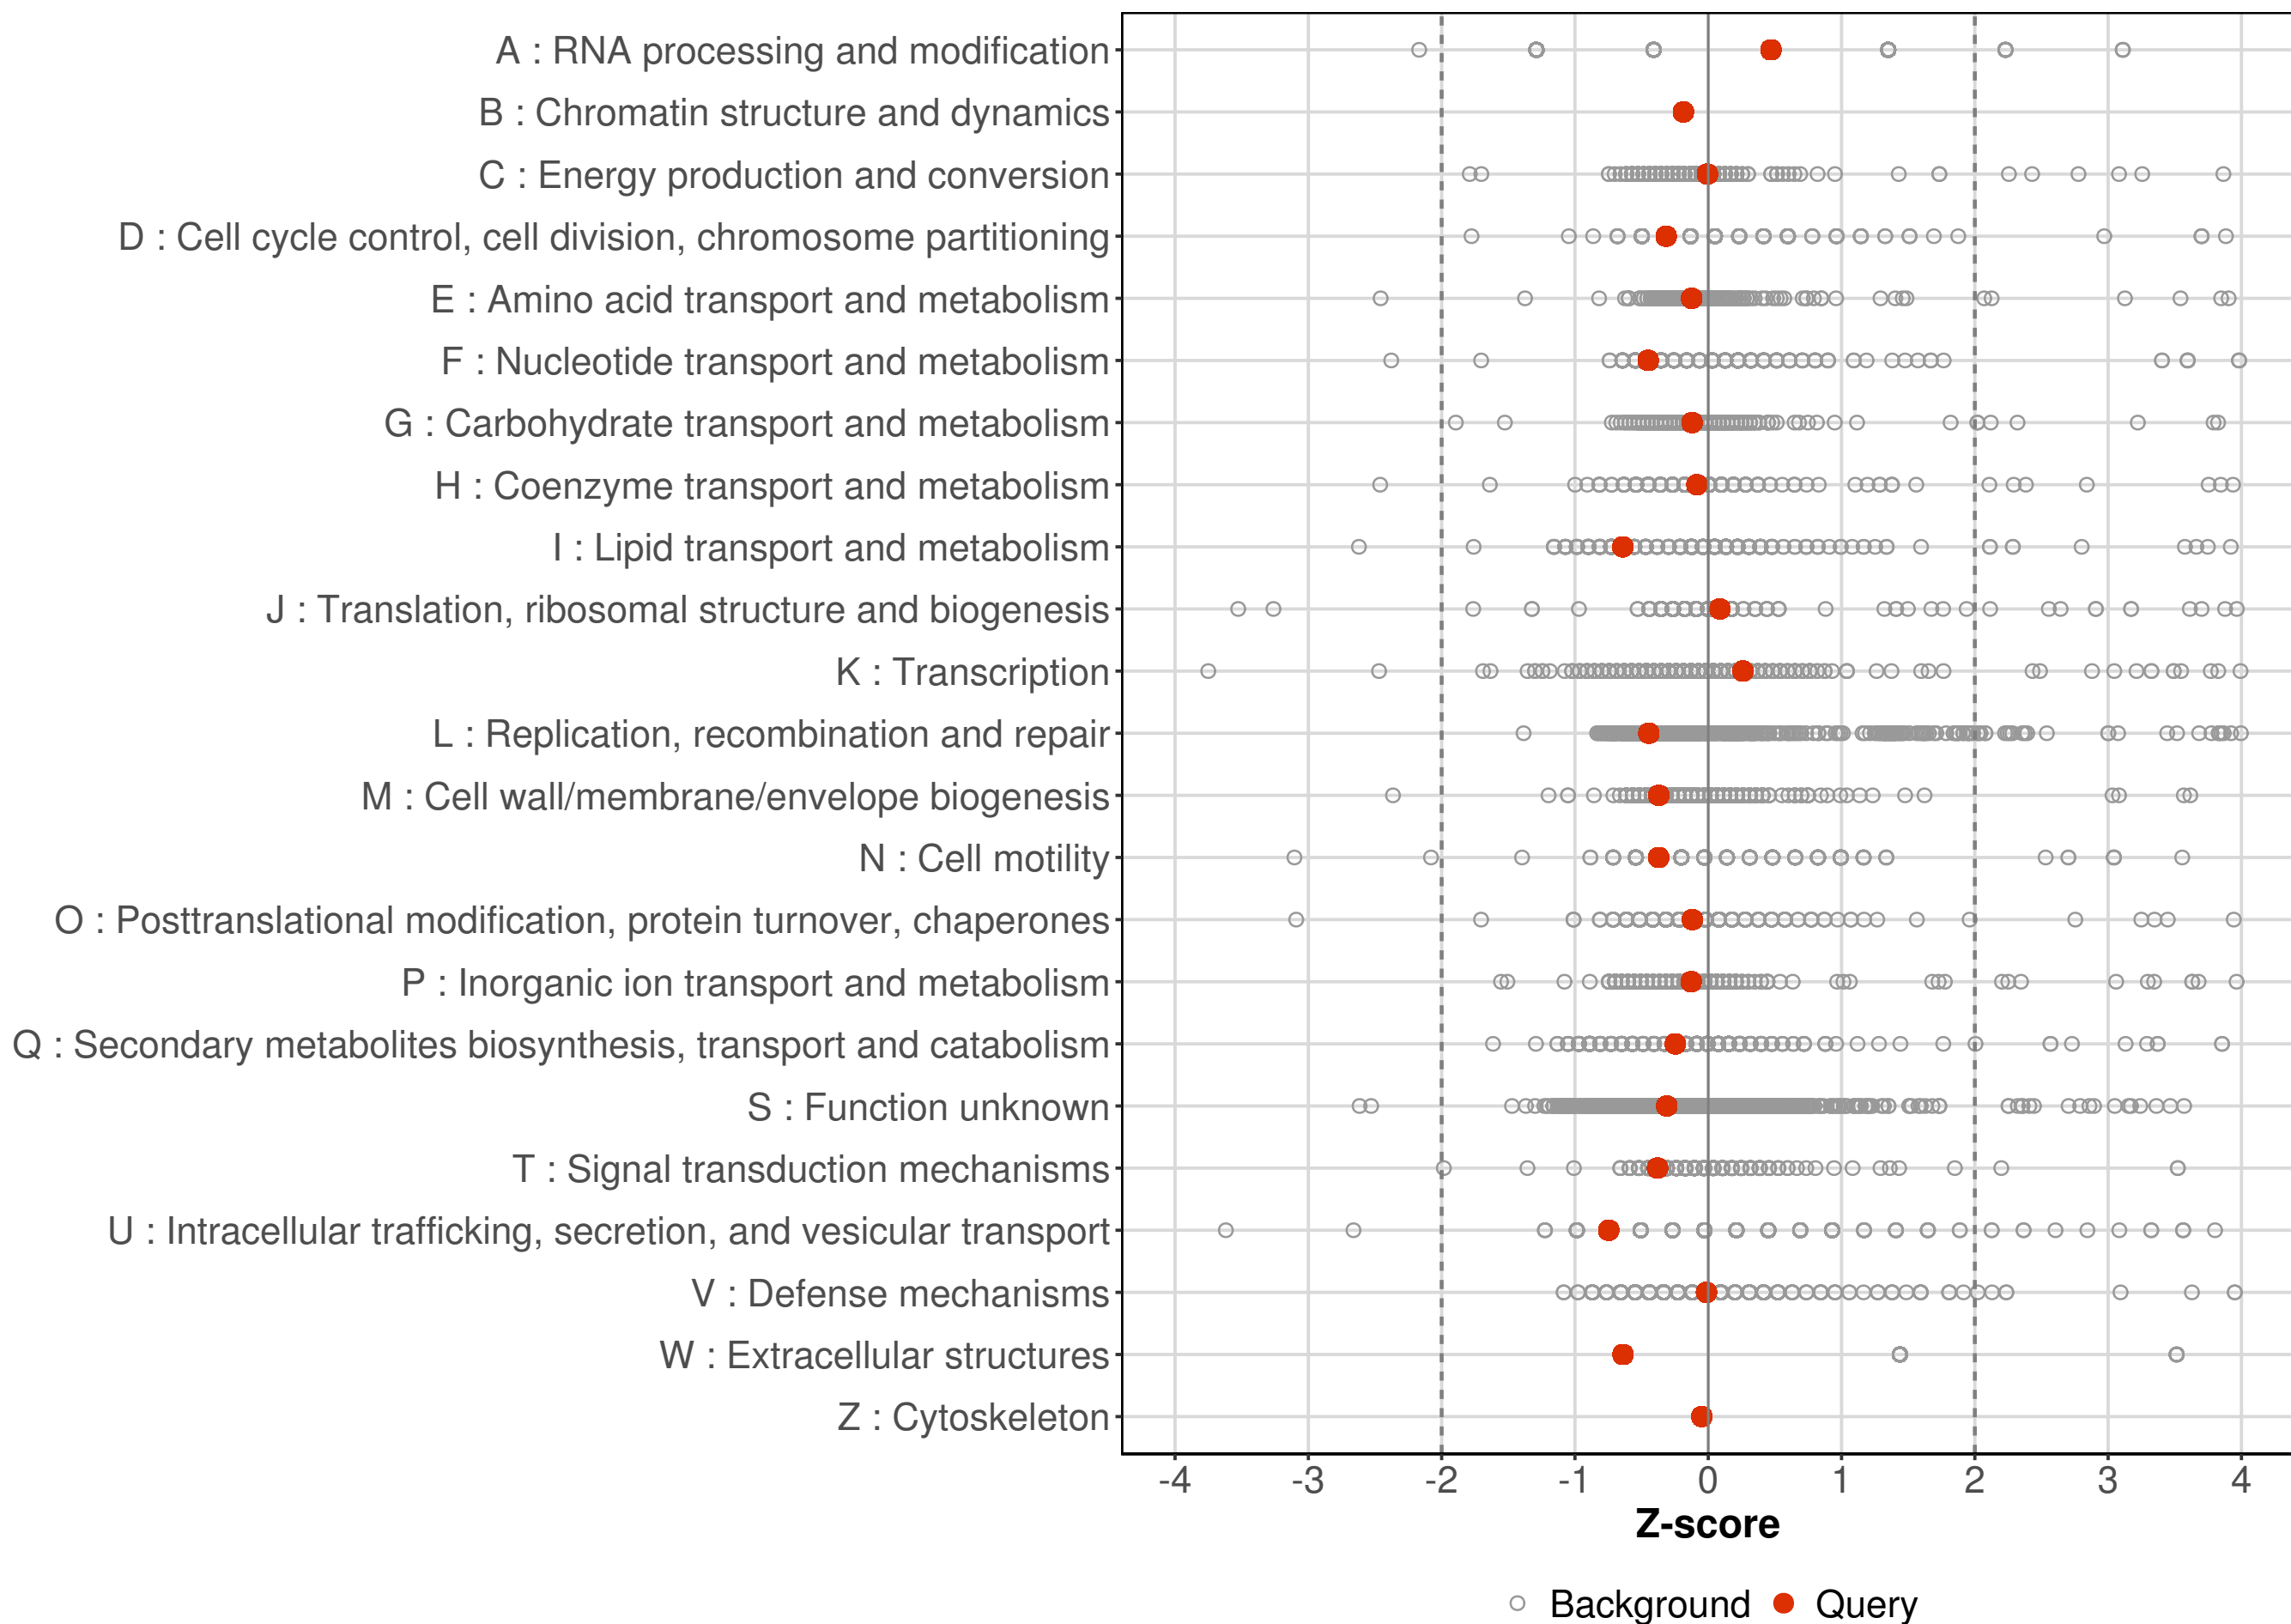 A : RNA processing and modification
B : Chromatin structure and dynamics
C : Energy production and conversion
D : Cell cycle control, cell division, chromosome partitioning
E : Amino acid transport and metabolism
F : Nucleotide transport and metabolism
G : Carbohydrate transport and metabolism
H : Coenzyme transport and metabolism
I : Lipid transport and metabolism
J : Translation, ribosomal structure and biogenesis
K : Transcription
L : Replication, recombination and repair
M : Cell wall/membrane/envelope biogenesis
N : Cell motility
O : Posttranslational modification, protein turnover, chaperones
P : Inorganic ion transport and metabolism
Q : Secondary metabolites biosynthesis, transport and catabolism
S : Function unknown
T : Signal transduction mechanisms
U : Intracellular trafficking, secretion, and vesicular transport
V : Defense mechanisms
W : Extracellular structures
Z : Cytoskeleton
-4 -3 -2 -1 0 1 2 3 4
Z-score
Background Query